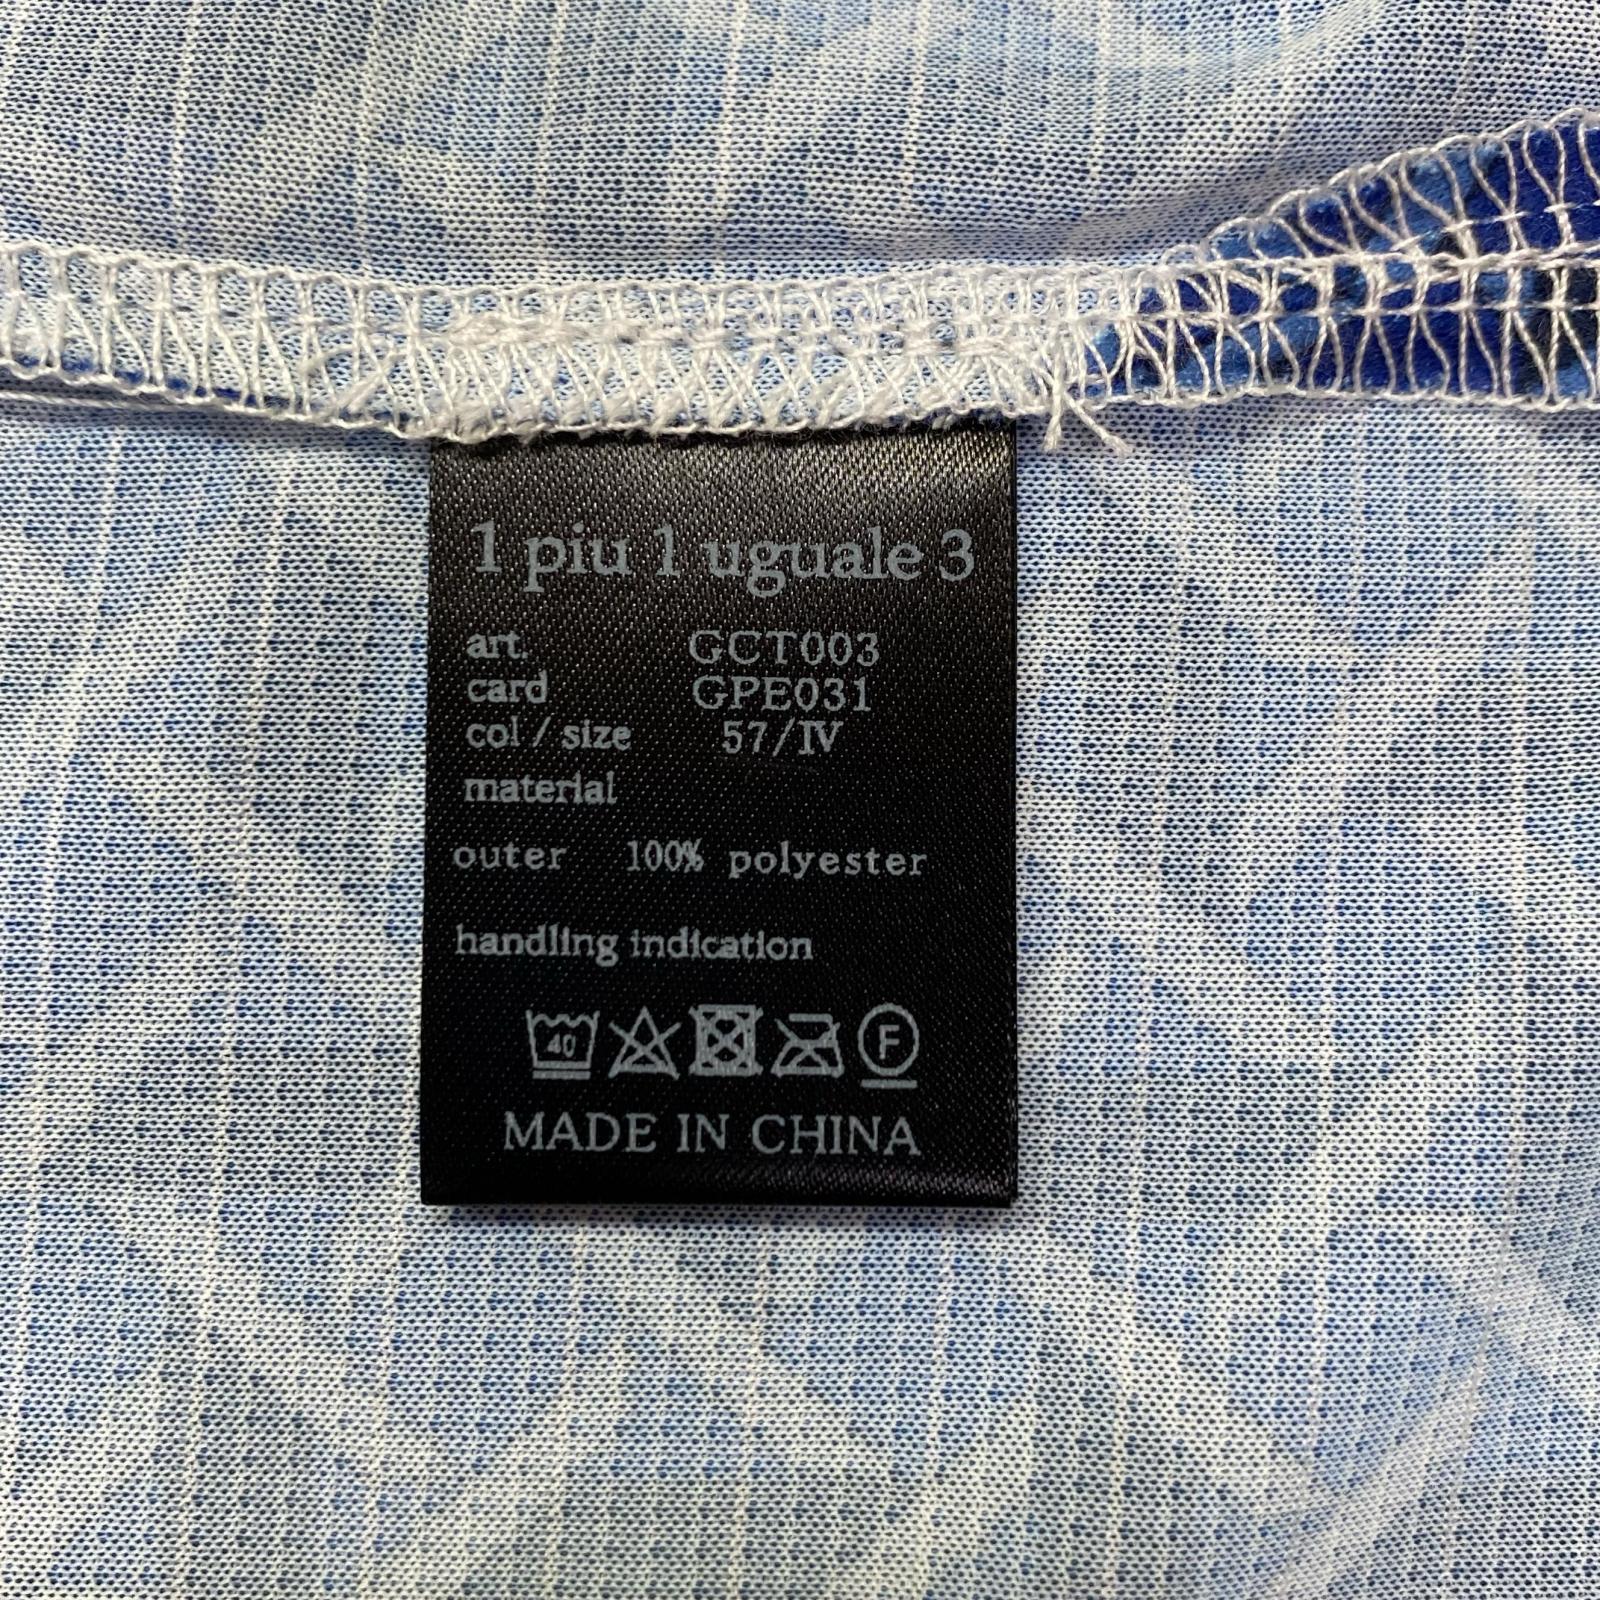 1 piu 1 uguale 3
art. GCT003
card GPE031
col / size 57/IV
material
outer 100% polyester
handling indication
40 F
MADE IN CHINA